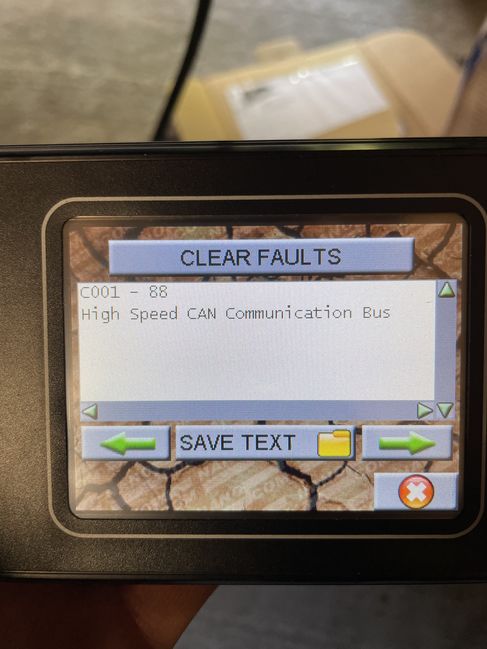 CLEAR FAULTS
C001 - 88
High Speed CAN Communication Bus
SAVE TEXT